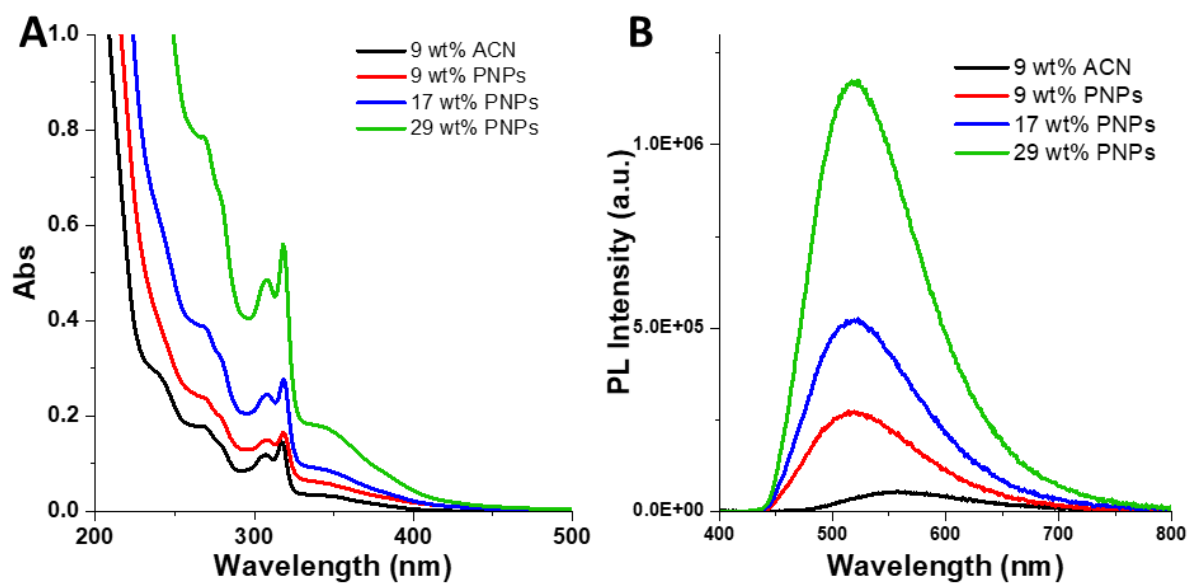 A
9 wt% ACN
9 wt% PNPs
17 wt% PNPs
29 wt% PNPs
1.0
0.8
0.6
0.4
0.2
0.0
Abs
200 300 400 500
Wavelength (nm)
B
9 wt% ACN
9 wt% PNPs
17 wt% PNPs
29 wt% PNPs
1.0E+06
5.0E+05
0.0E+00
PL Intensity (a.u.)
400 500 600 700 800
Wavelength (nm)